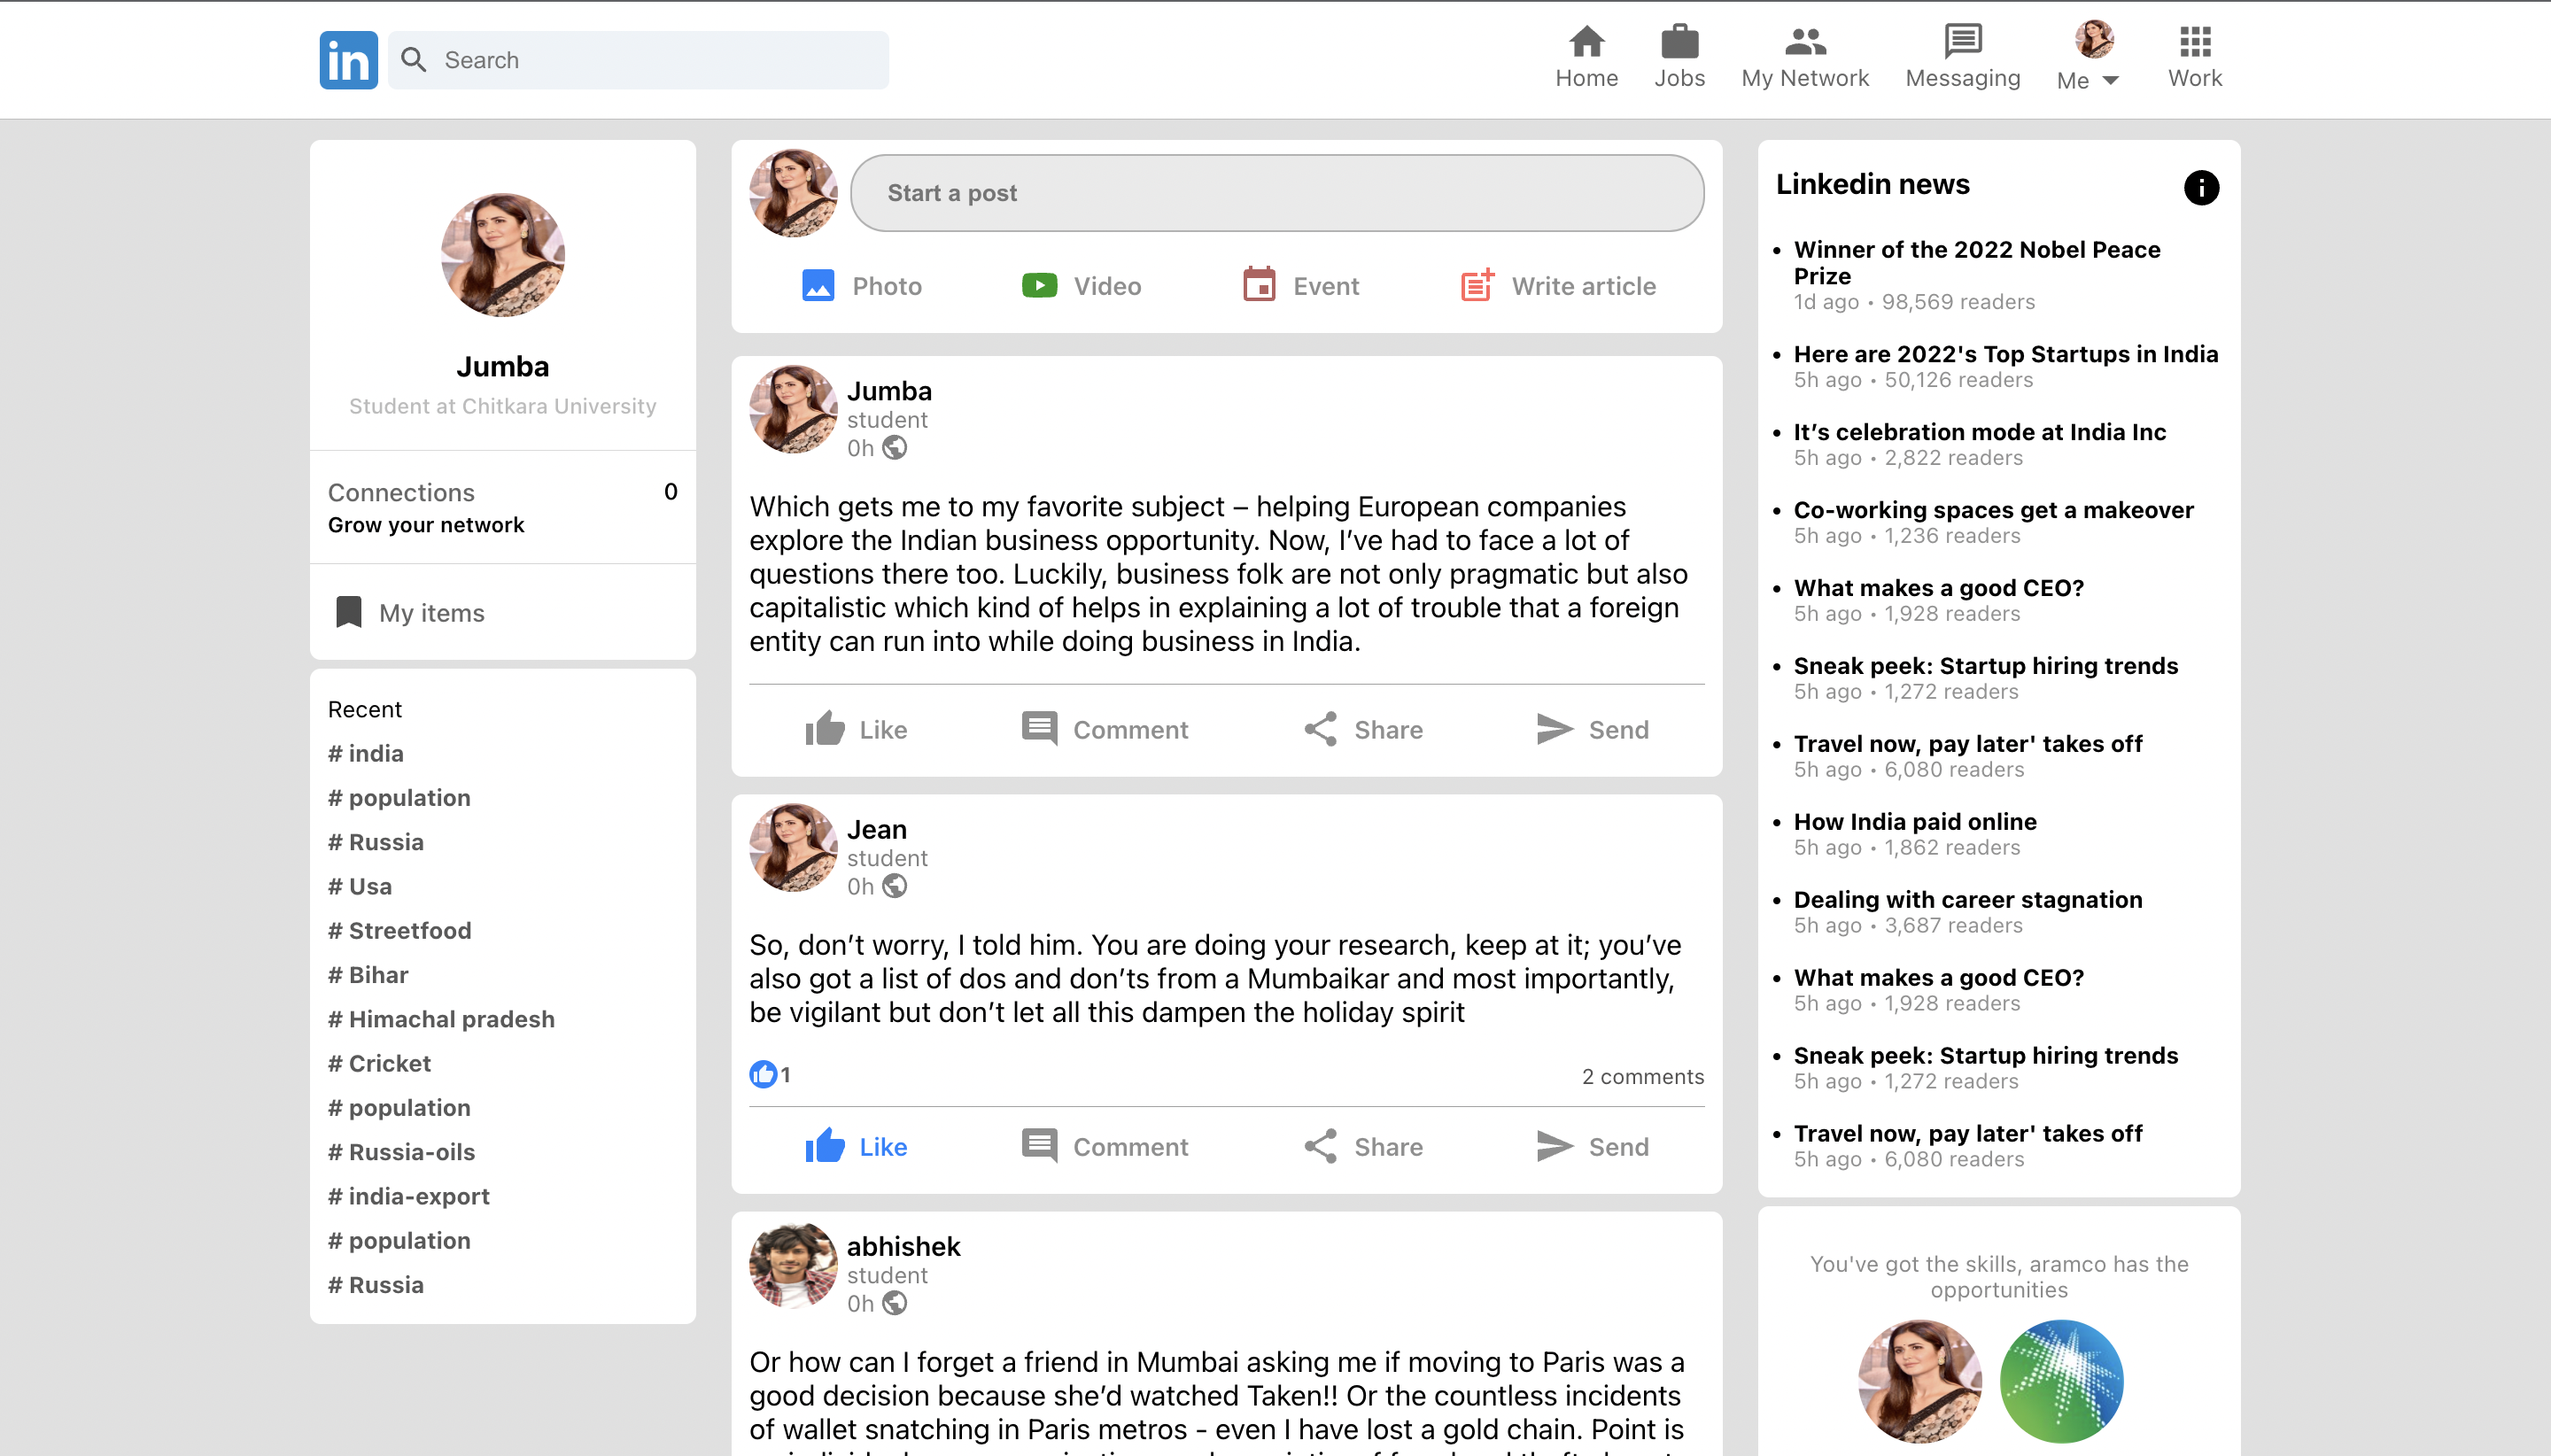 in
Search
Home
Jobs
My Network
Messaging
Me
Work
Jumba
Student at Chitkara University
Connections 0
Grow your network
My items
Recent
# india
# population
# Russia
# Usa
# Streetfood
# Bihar
# Himachal pradesh
# Cricket
# population
# Russia-oils
# india-export
# population
# Russia
Start a post
Photo
Video
Event
Write article
Jumba
student
0h
Which gets me to my favorite subject – helping European companies
explore the Indian business opportunity. Now, I’ve had to face a lot of
questions there too. Luckily, business folk are not only pragmatic but also
capitalistic which kind of helps in explaining a lot of trouble that a foreign
entity can run into while doing business in India.
Like
Comment
Share
Send
Jean
student
0h
So, don’t worry, I told him. You are doing your research, keep at it; you’ve
also got a list of dos and don’ts from a Mumbaikar and most importantly,
be vigilant but don’t let all this dampen the holiday spirit
1
2 comments
Like
Comment
Share
Send
abhishek
student
0h
Or how can I forget a friend in Mumbai asking me if moving to Paris was a
good decision because she’d watched Taken!! Or the countless incidents
of wallet snatching in Paris metros - even I have lost a gold chain. Point is
Linkedin news
• Winner of the 2022 Nobel Peace
Prize
1d ago • 98,569 readers
• Here are 2022's Top Startups in India
5h ago • 50,126 readers
• It’s celebration mode at India Inc
5h ago • 2,822 readers
• Co-working spaces get a makeover
5h ago • 1,236 readers
• What makes a good CEO?
5h ago • 1,928 readers
• Sneak peek: Startup hiring trends
5h ago • 1,272 readers
• Travel now, pay later' takes off
5h ago • 6,080 readers
• How India paid online
5h ago • 1,862 readers
• Dealing with career stagnation
5h ago • 3,687 readers
• What makes a good CEO?
5h ago • 1,928 readers
• Sneak peek: Startup hiring trends
5h ago • 1,272 readers
• Travel now, pay later' takes off
5h ago • 6,080 readers
You've got the skills, aramco has the
opportunities